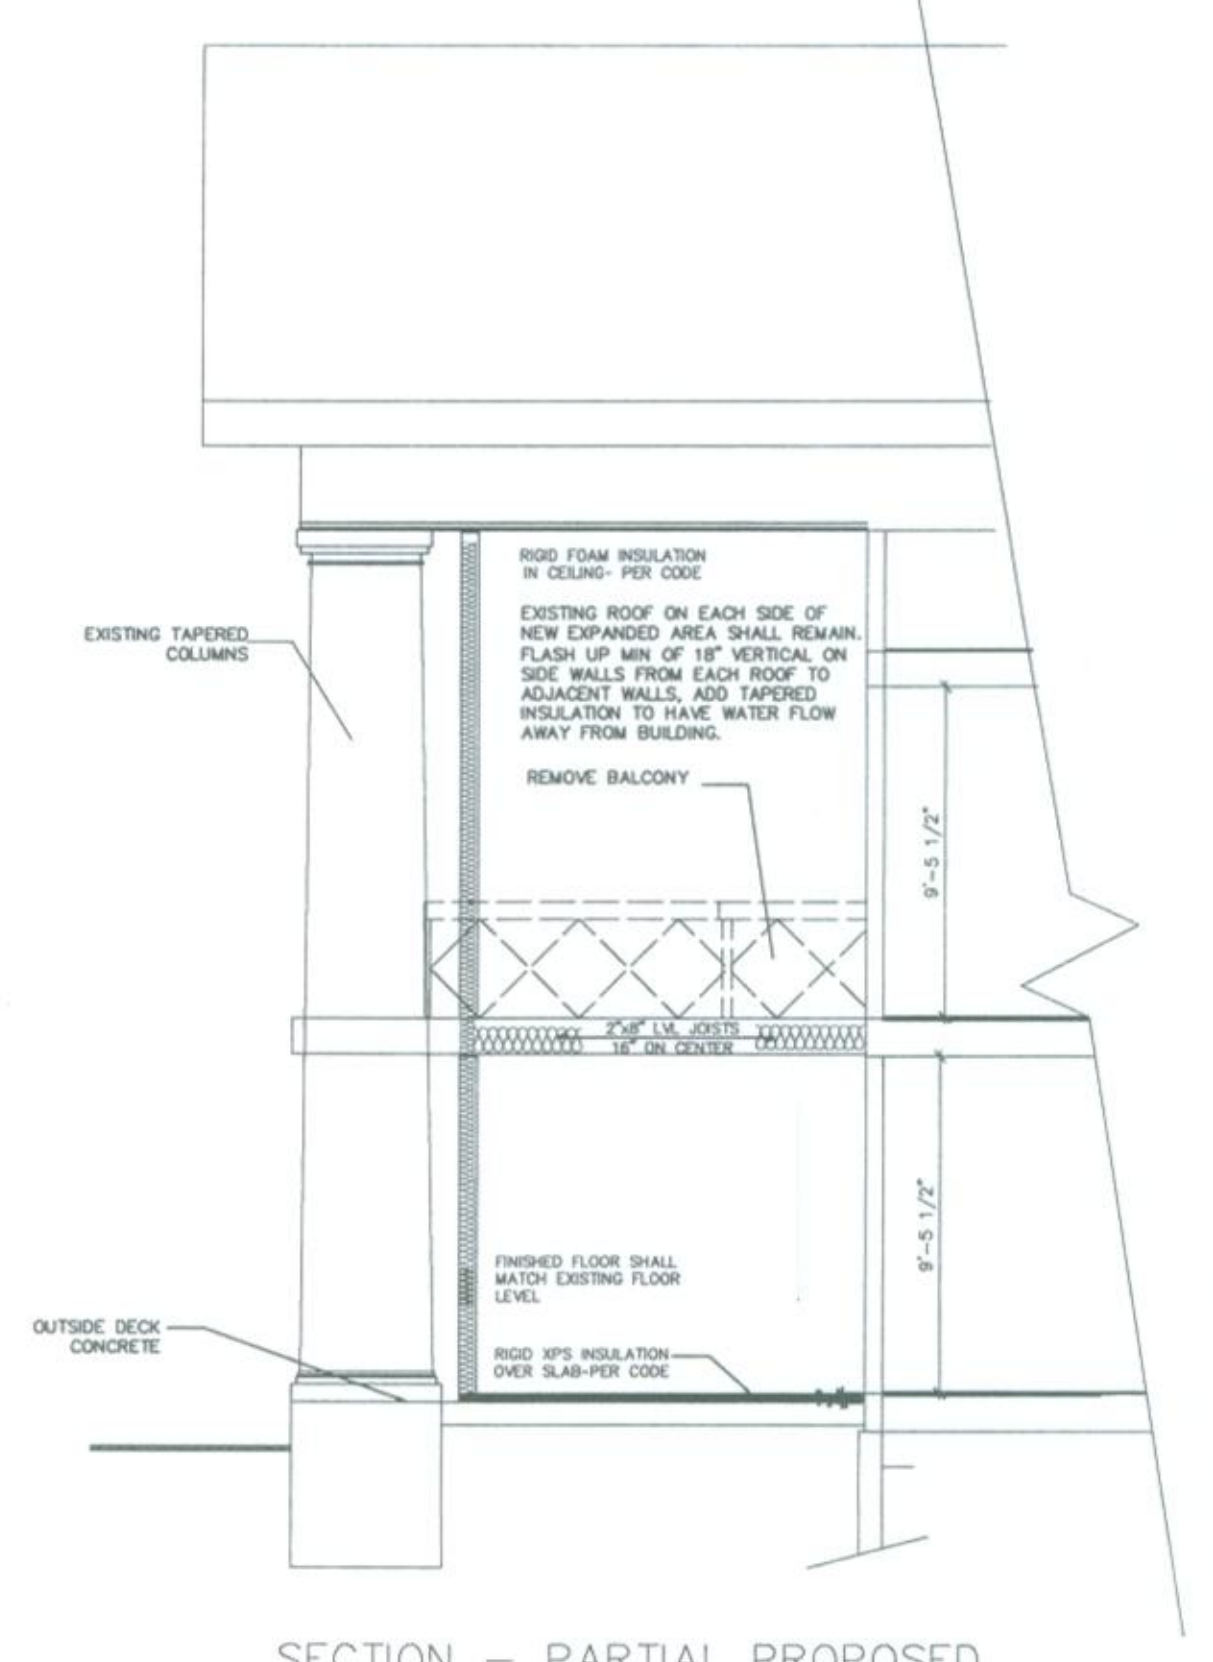 RIGID FOAM INSULATION
IN CEILING- PER CODE
EXISTING ROOF ON EACH SIDE OF
NEW EXPANDED AREA SHALL REMAIN.
FLASH UP MIN OF 18" VERTICAL ON
SIDE WALLS FROM EACH ROOF TO
ADJACENT WALLS, ADD TAPERED
INSULATION TO HAVE WATER FLOW
AWAY FROM BUILDING.
EXISTING TAPERED
COLUMNS
REMOVE BALCONY
9'-5 1/2"
2"x8" LVL JOISTS
16" ON CENTER
9'-5 1/2"
FINISHED FLOOR SHALL
MATCH EXISTING FLOOR
LEVEL
OUTSIDE DECK
CONCRETE
RIGID XPS INSULATION
OVER SLAB-PER CODE
SECTION - PARTIAL PROPOSED